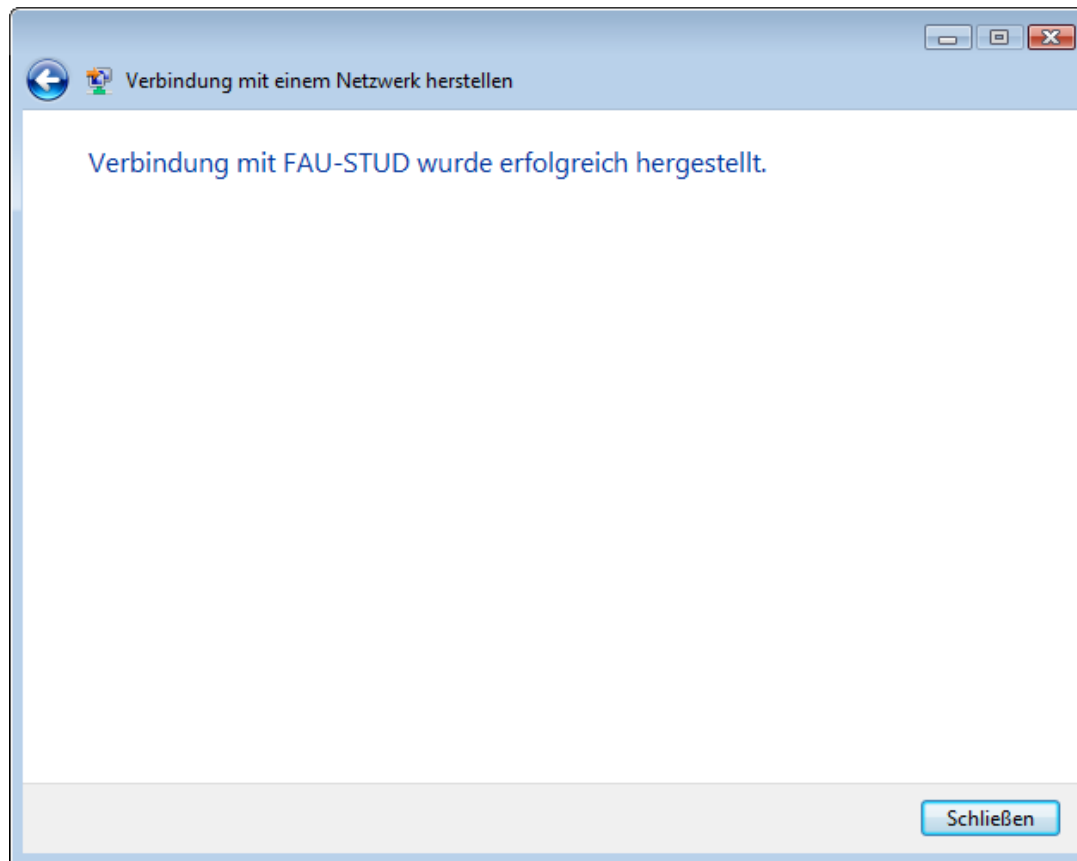 Verbindung mit einem Netzwerk herstellen
Verbindung mit FAU-STUD wurde erfolgreich hergestellt.
Schließen